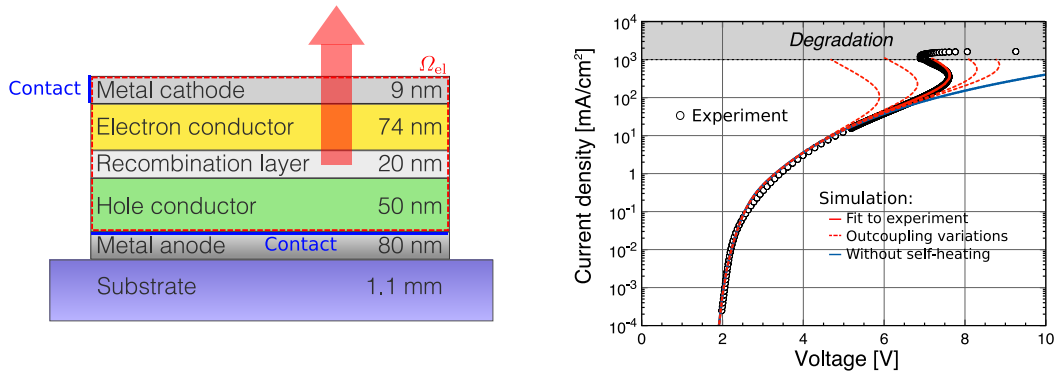 Ω_el
Contact
Metal cathode 9 nm
Electron conductor 74 nm
Recombination layer 20 nm
Hole conductor 50 nm
Metal anode Contact 80 nm
Substrate 1.1 mm
Current density [mA/cm²]
10⁴
10³
10²
10¹
1
10⁻¹
10⁻²
10⁻³
10⁻⁴
Degradation
Experiment
Simulation:
Fit to experiment
Outcoupling variations
Without self-heating
0 2 4 6 8 10
Voltage [V]